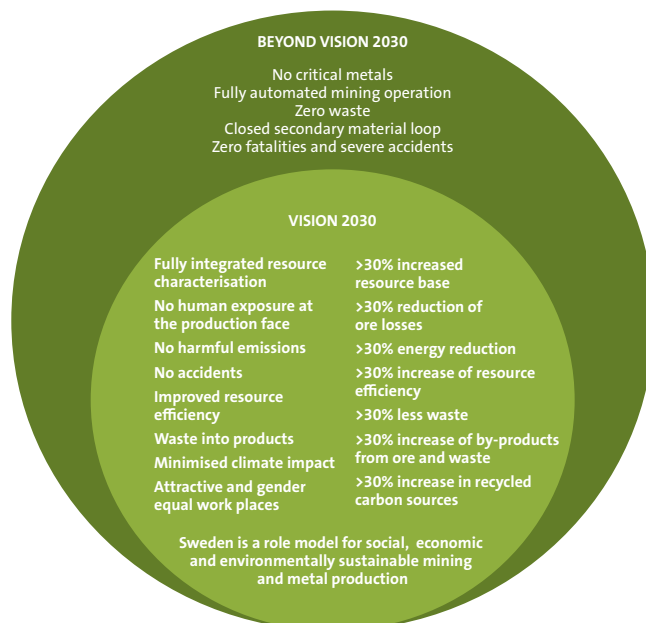 BEYOND VISION 2030
No critical metals
Fully automated mining operation
Zero waste
Closed secondary material loop
Zero fatalities and severe accidents
VISION 2030
Fully integrated resource
characterisation
No human exposure at
the production face
No harmful emissions
No accidents
Improved resource
efficiency
Waste into products
Minimised climate impact
Attractive and gender
equal work places
>30% increased
resource base
>30% reduction of
ore losses
>30% energy reduction
>30% increase of resource
efficiency
>30% less waste
>30% increase of by-products
from ore and waste
>30% increase in recycled
carbon sources
Sweden is a role model for social, economic
and environmentally sustainable mining
and metal production